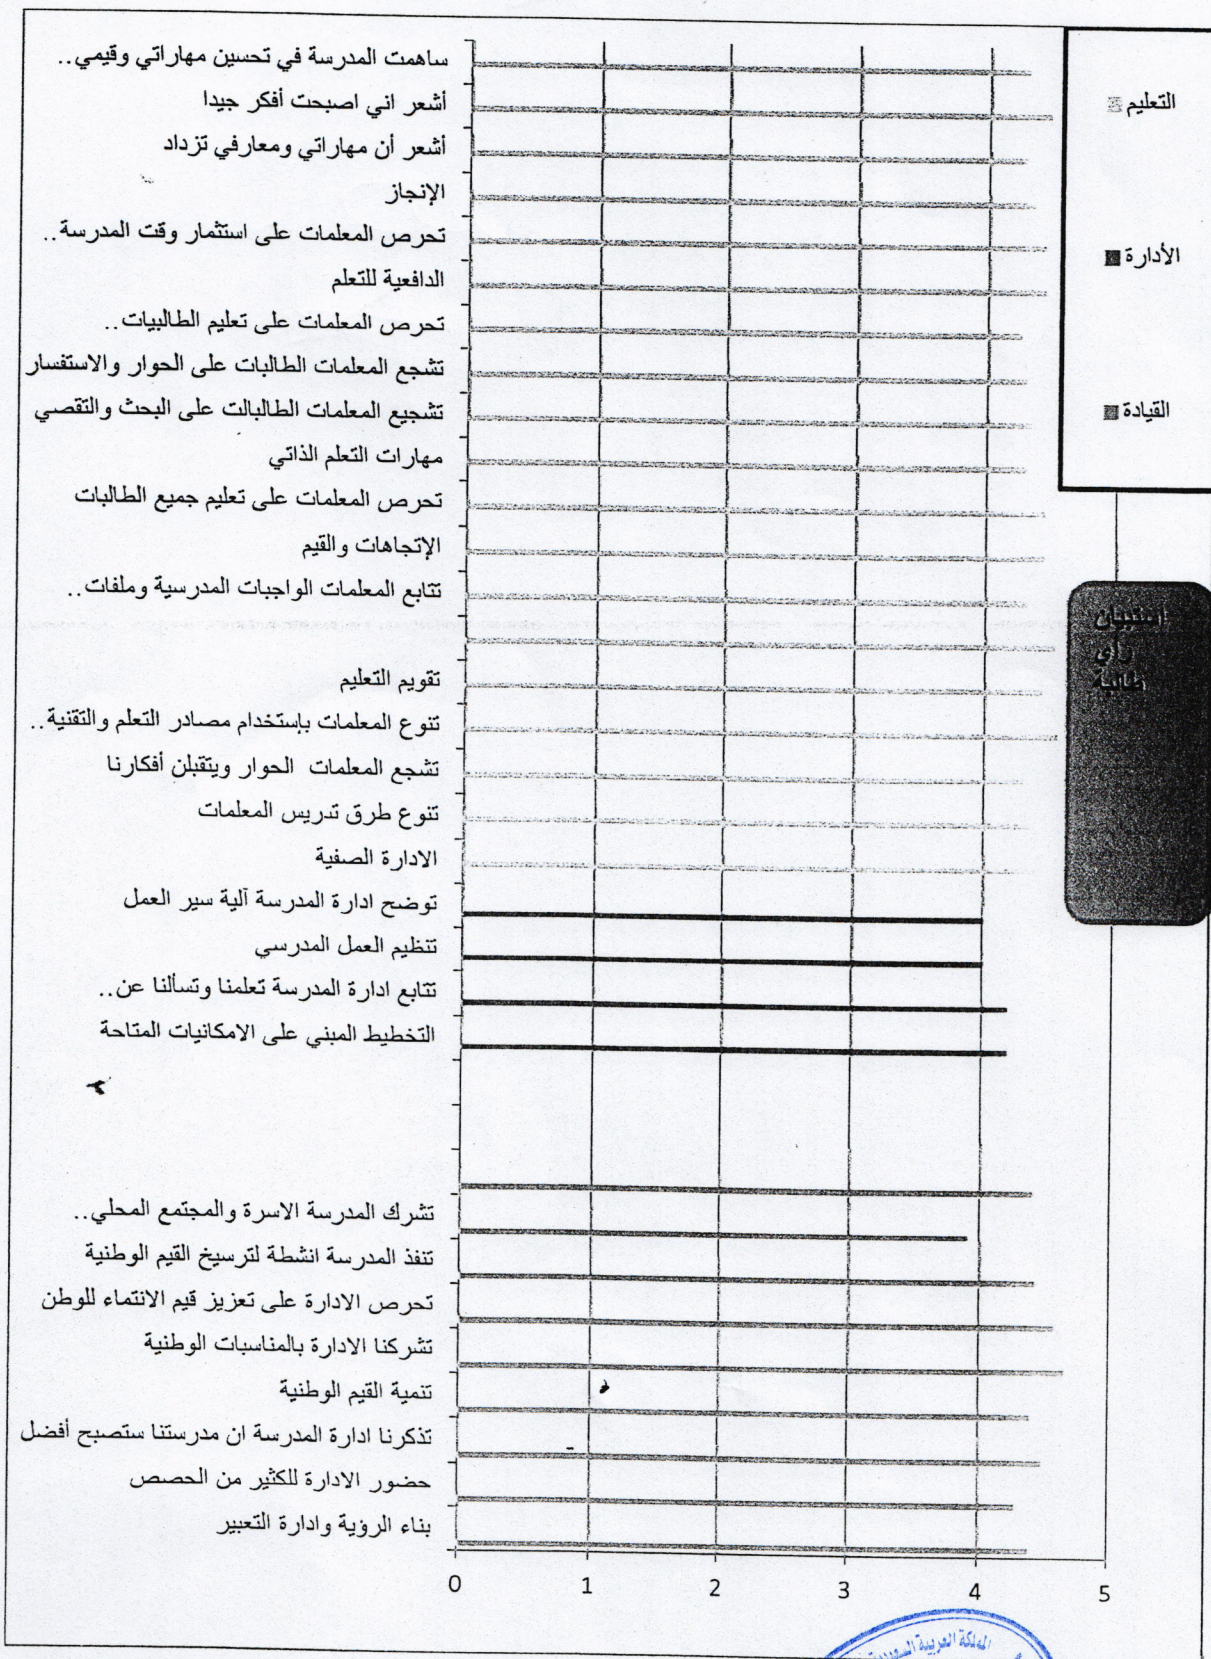 ساهمت المدرسة في تحسين مهاراتي وقيمي..
أشعر اني اصبحت أفكر جيدا
أشعر أن مهاراتي ومعارفي تزداد
الإنجاز
تحرص المعلمات على استثمار وقت المدرسة..
الدافعية للتعلم
تحرص المعلمات على تعليم الطالبيات..
تشجع المعلمات الطالبات على الحوار والاستفسار
تشجيع المعلمات الطالبالت على البحث والتقصي
مهارات التعلم الذاتي
تحرص المعلمات على تعليم جميع الطالبات
الإتجاهات والقيم
تتابع المعلمات الواجبات المدرسية وملفات..
تقويم التعليم
تنوع المعلمات بإستخدام مصادر التعلم والتقنية..
تشجع المعلمات الحوار ويتقبلن أفكارنا
تنوع طرق تدريس المعلمات
الادارة الصفية
توضح ادارة المدرسة آلية سير العمل
تنظيم العمل المدرسي
تتابع ادارة المدرسة تعلمنا وتسألنا عن..
التخطيط المبني على الامكانيات المتاحة
تشرك المدرسة الاسرة والمجتمع المحلي..
تنفذ المدرسة انشطة لترسيخ القيم الوطنية
تحرص الادارة على تعزيز قيم الانتماء للوطن
تشركنا الادارة بالمناسبات الوطنية
تنمية القيم الوطنية
تذكرنا ادارة المدرسة ان مدرستنا ستصبح أفضل
حضور الادارة للكثير من الحصص
بناء الرؤية وادارة التعبير
0 1 2 3 4 5
التعليم
الأدارة
القيادة
استبيان
رأي
طالبة
المملكة العربية السعودية